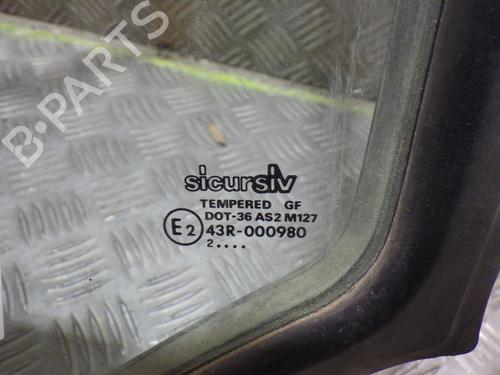 B-PARTS
sicursiv
TEMPERED GF
DOT-36 AS2 M127
E2 43R-000980
2....